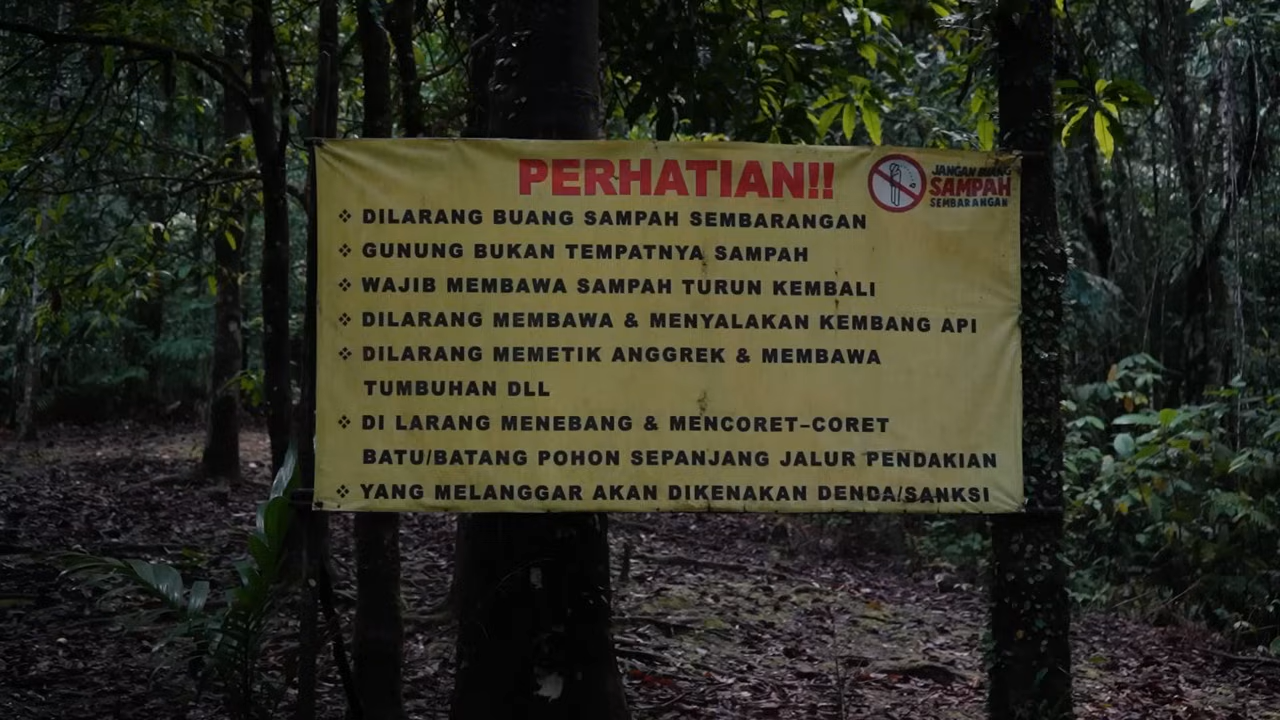 PERHATIAN!!
JANGAN BUANG
SAMPAH
SEMBARANGAN
❖ DILARANG BUANG SAMPAH SEMBARANGAN
❖ GUNUNG BUKAN TEMPATNYA SAMPAH
❖ WAJIB MEMBAWA SAMPAH TURUN KEMBALI
❖ DILARANG MEMBAWA & MENYALAKAN KEMBANG API
❖ DILARANG MEMETIK ANGGREK & MEMBAWA
TUMBUHAN DLL
❖ DI LARANG MENEBANG & MENCORET-CORET
BATU/BATANG POHON SEPANJANG JALUR PENDAKIAN
❖ YANG MELANGGAR AKAN DIKENAKAN DENDA/SANKSI